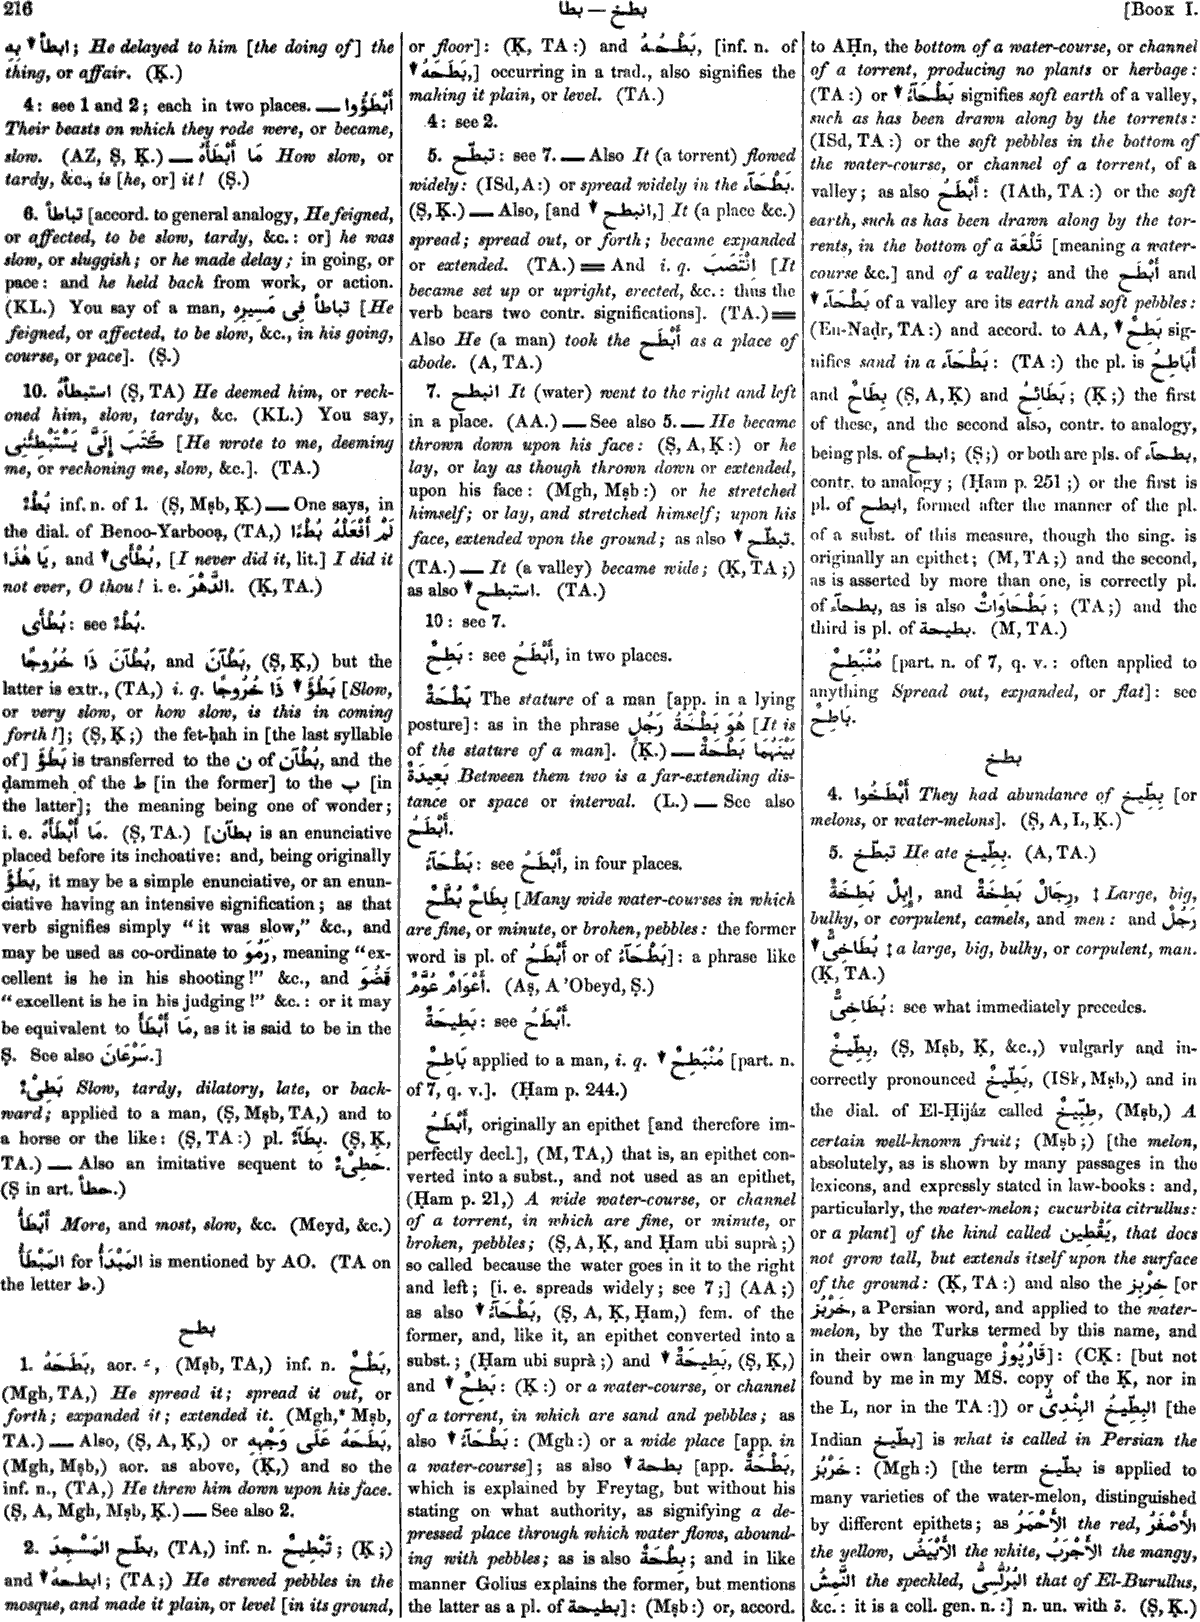 216
بطأ — بطخ
[BOOK I.
ابطأ ▼ بِهِ; He delayed to him [the doing of] the
thing, or affair. (Ḳ.)
4: see 1 and 2; each in two places. — أَبْطَؤُوا
Their beasts on which they rode were, or became,
slow. (AZ, Ṣ, Ḳ.) — مَا أَبْطَأَهُ How slow, or
tardy, &c., is [he, or] it! (Ṣ.)
6. تباطأ [accord. to general analogy, He feigned,
or affected, to be slow, tardy, &c.: or] he was
slow, or sluggish; or he made delay; in going, or
pace: and he held back from work, or action.
(KL.) You say of a man, تباطأ فِى مَسِيرِهِ [He
feigned, or affected, to be slow, &c., in his going,
course, or pace]. (Ṣ.)
10. استبطأهُ (Ṣ, TA) He deemed him, or reck-
oned him, slow, tardy, &c. (KL.) You say,
كَتَبَ إِلَىَّ يَسْتَبْطِئُنِى [He wrote to me, deeming
me, or reckoning me, slow, &c.]. (TA.)
بُطْءٌ inf. n. of 1. (Ṣ, Mṣb, Ḳ.) — One says, in
the dial. of Benoo-Yarbooạ, (TA,) لَمْ أَفْعَلْهُ بُطْءًا
يَا هٰذَا, and ▼ بُطْأَى, [I never did it, lit.] I did it
not ever, O thou! i. e. الدَّهْرَ. (Ḳ, TA.)
بُطْأَى: see بُطْءٌ.
بُطْآنَ ذَا خُرُوجًا, and بَطْآنَ, (Ṣ, Ḳ,) but the
latter is extr., (TA,) i. q. بَطُؤَ ▼ ذَا خُرُوجًا [Slow,
or very slow, or how slow, is this in coming
forth!]; (Ṣ, Ḳ;) the fet-ḥah in [the last syllable
of] بَطُؤَ is transferred to the ن of بُطْآن, and the
ḍammeh of the ط [in the former] to the ب [in
the latter]; the meaning being one of wonder;
i. e. مَا أَبْطَأَهُ. (Ṣ, TA.) [بطآن is an enunciative
placed before its inchoative: and, being originally
بَطُؤَ, it may be a simple enunciative, or an enun-
ciative having an intensive signification; as that
verb signifies simply “it was slow,” &c., and
may be used as co-ordinate to رَمُوَ, meaning “ex-
cellent is he in his shooting!” &c., and قَضُوَ
“excellent is he in his judging!” &c.: or it may
be equivalent to مَا أَبْطَأَ, as it is said to be in the
Ṣ. See also سَرْعَانَ.]
بَطِىْءٌ Slow, tardy, dilatory, late, or back-
ward; applied to a man, (Ṣ, Mṣb, TA,) and to
a horse or the like: (Ṣ, TA:) pl. بِطَآءٌ. (Ṣ, Ḳ,
TA.) — Also an imitative sequent to حَطِىْءٌ.
(Ṣ in art. حطأ.)
أَبْطَأُ More, and most, slow, &c. (Meyd, &c.)
المُبْطَأُ for المُبْدَأُ is mentioned by AO. (TA on
the letter ط.)
بطح
1. بَطَحَهُ, aor. ـَ, (Mṣb, TA,) inf. n. بَطْحٌ,
(Mgh, TA,) He spread it; spread it out, or
forth; expanded it; extended it. (Mgh,* Mṣb,
TA.) — Also, (Ṣ, A, Ḳ,) or بَطَحَهُ عَلَى وَجْهِهِ,
(Mgh, Mṣb,) aor. as above, (Ḳ,) and so the
inf. n., (TA,) He threw him down upon his face.
(Ṣ, A, Mgh, Mṣb, Ḳ.) — See also 2.
2. بطّح المَسْجِدَ, (TA,) inf. n. تَبْطِيحٌ; (Ḳ;)
and ▼ ابطحهُ; (TA;) He strewed pebbles in the
mosque, and made it plain, or level [in its ground,
or floor]: (Ḳ, TA:) and بَطْحُهُ, [inf. n. of
▼ بَطَحَهُ,] occurring in a trad., also signifies the
making it plain, or level. (TA.)
4: see 2.
5. تبطّح: see 7. — Also It (a torrent) flowed
widely: (ISd, A:) or spread widely in the بَطْحَآء.
(Ṣ, Ḳ.) — Also, [and ▼ انبطح,] It (a place &c.)
spread; spread out, or forth; became expanded
or extended. (TA.) = And i. q. انْتَصَبَ [It
became set up or upright, erected, &c.: thus the
verb bears two contr. significations]. (TA.) =
Also He (a man) took the أَبْطَح as a place of
abode. (A, TA.)
7. انبطح It (water) went to the right and left
in a place. (AA.) — See also 5. — He became
thrown down upon his face: (Ṣ, A, Ḳ:) or he
lay, or lay as though thrown down or extended,
upon his face: (Mgh, Mṣb:) or he stretched
himself; or lay, and stretched himself; upon his
face, extended upon the ground; as also ▼ تبطّح.
(TA.) — It (a valley) became wide; (Ḳ, TA;)
as also ▼ استبطح. (TA.)
10: see 7.
بَطِحٌ: see أَبْطَحُ, in two places.
بَطْحَةٌ The stature of a man [app. in a lying
posture]: as in the phrase هُوَ بَطْحَةُ رَجُلٍ [It is
of the stature of a man]. (Ḳ.) — بَيْنَهُمَا بَطْحَةٌ
بَعِيدَةٌ Between them two is a far-extending dis-
tance or space or interval. (L.) — See also
أَبْطَحُ.
بَطْحَآءُ: see أَبْطَحُ, in four places.
بِطَاحٌ بُطَّحٌ [Many wide water-courses in which
are fine, or minute, or broken, pebbles: the former
word is pl. of أَبْطَحُ or of بَطْحَآءُ]: a phrase like
أَعْوَامٌ عُوَّمٌ. (Aṣ, A ’Obeyd, Ṣ.)
بَطِيحَةٌ: see أَبْطَحُ.
بَاطِحٌ applied to a man, i. q. ▼ مُنْبَطِحٌ [part. n.
of 7, q. v.]. (Ḥam p. 244.)
أَبْطَحُ, originally an epithet [and therefore im-
perfectly decl.], (M, TA,) that is, an epithet con-
verted into a subst., and not used as an epithet,
(Ḥam p. 21,) A wide water-course, or channel
of a torrent, in which are fine, or minute, or
broken, pebbles; (Ṣ, A, Ḳ, and Ḥam ubi suprà;)
so called because the water goes in it to the right
and left; [i. e. spreads widely; see 7;] (AA;)
as also ▼ بَطْحَآءُ, (Ṣ, A, Ḳ, Ḥam,) fem. of the
former, and, like it, an epithet converted into a
subst.; (Ḥam ubi suprà;) and ▼ بَطِيحَةٌ, (Ṣ, Ḳ,)
and ▼ بَطِحٌ: (Ḳ:) or a water-course, or channel
of a torrent, in which are sand and pebbles; as
also ▼ بَطْحَآءُ: (Mgh:) or a wide place [app. in
a water-course]; as also ▼ بطحة [app. بَطْحَةٌ,
which is explained by Freytag, but without his
stating on what authority, as signifying a de-
pressed place through which water flows, abound-
ing with pebbles; as is also بِطْحَةٌ; and in like
manner Golius explains the former, but mentions
the latter as a pl. of بطيحة]: (Mṣb:) or, accord.
to AḤn, the bottom of a water-course, or channel
of a torrent, producing no plants or herbage:
(TA:) or ▼ بَطْحَآءُ signifies soft earth of a valley,
such as has been drawn along by the torrents:
(ISd, TA:) or the soft pebbles in the bottom of
the water-course, or channel of a torrent, of a
valley; as also أَبْطَحُ: (IAth, TA:) or the soft
earth, such as has been drawn along by the tor-
rents, in the bottom of a تَلْعَة [meaning a water-
course &c.] and of a valley; and the أَبْطَح and
▼ بَطْحَآء of a valley are its earth and soft pebbles:
(En-Naḍr, TA:) and accord. to AA, ▼ بَطِحٌ sig-
nifies sand in a بَطْحَآء: (TA:) the pl. is أَبَاطِحُ
and بِطَاحٌ (Ṣ, A, Ḳ) and بَطَائِحُ; (Ḳ;) the first
of these, and the second also, contr. to analogy,
being pls. of ابطح; (Ṣ;) or both are pls. of بطحآء,
contr. to analogy; (Ḥam p. 251;) or the first is
pl. of ابطح, formed after the manner of the pl.
of a subst. of this measure, though the sing. is
originally an epithet; (M, TA;) and the second,
as is asserted by more than one, is correctly pl.
of بطحآء, as is also بَطْحَاوَاتٌ; (TA;) and the
third is pl. of بطيحة. (M, TA.)
مُنْبَطِحٌ [part. n. of 7, q. v.: often applied to
anything Spread out, expanded, or flat]: see
بَاطِحٌ.
بطخ
4. أَبْطَخُوا They had abundance of بِطِّيخ [or
melons, or water-melons]. (Ṣ, A, L, Ḳ.)
5. تبطّخ He ate بِطِّيخ. (A, TA.)
إِبِلٌ بَطِخَةٌ, and رِجَالٌ بَطِخَةٌ, ‡ Large, big,
bulky, or corpulent, camels, and men: and رَجُلٌ
▼ بُطَاخِىٌّ ‡ a large, big, bulky, or corpulent, man.
(Ḳ, TA.)
بُطَاخِىٌّ: see what immediately precedes.
بِطِّيخٌ, (Ṣ, Mṣb, Ḳ, &c.,) vulgarly and in-
correctly pronounced بَطِّيخٌ, (ISk, Mṣb,) and in
the dial. of El-Ḥijáz called طِبِّيخٌ, (Mṣb,) A
certain well-known fruit; (Mṣb;) [the melon,
absolutely, as is shown by many passages in the
lexicons, and expressly stated in law-books: and,
particularly, the water-melon; cucurbita citrullus:
or a plant] of the kind called يَقْطِين, that does
not grow tall, but extends itself upon the surface
of the ground: (Ḳ, TA:) and also the خِرْبِز [or
خَرْبُز, a Persian word, and applied to the water-
melon, by the Turks termed by this name, and
in their own language قَارْپُوزْ]: (CḲ: [but not
found by me in my MS. copy of the Ḳ, nor in
the L, nor in the TA:]) or البِطِّيخُ الهِنْدِىُّ [the
Indian بطّيخ] is what is called in Persian the
خَرْبُز: (Mgh:) [the term بطّيخ is applied to
many varieties of the water-melon, distinguished
by different epithets; as الأَحْمَرُ the red, الأَصْفَرُ
the yellow, الأَبْيَضُ the white, الأَجْرَبُ the mangy,
النَّمِشُ the speckled, البُرُلُّسِىُّ that of El-Burullus,
&c.: it is a coll. gen. n.:] n. un. with ة. (Ṣ, Ḳ.)